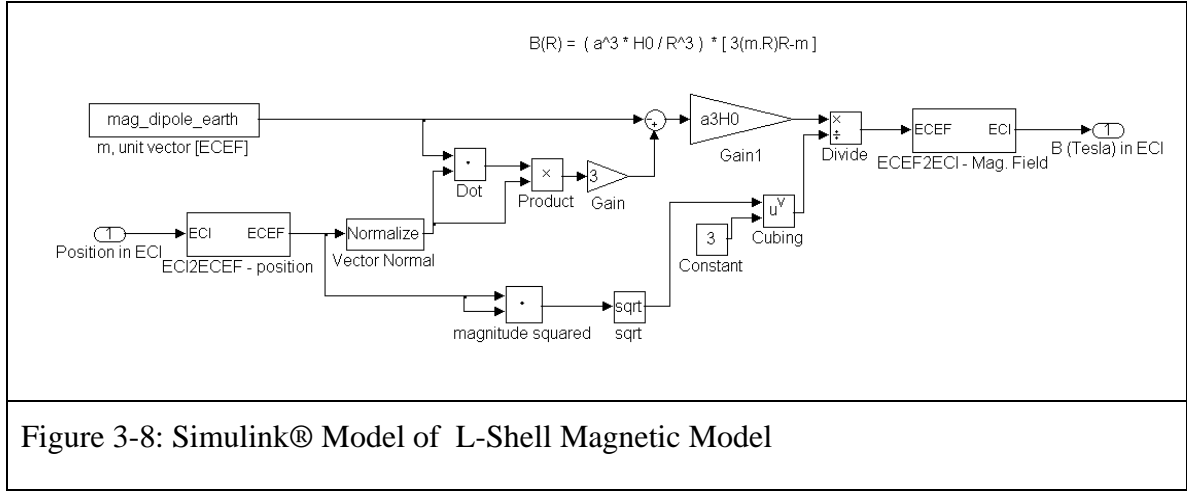 B(R) = ( a^3 * H0 / R^3 ) * [ 3(m.R)R-m ]
mag_dipole_earth
m, unit vector [ECEF]
a3H0
Gain1
×
÷
Divide
ECEF ECI
ECEF2ECI - Mag. Field
1
B (Tesla) in ECI
Dot
×
Product
3
Gain
1
Position in ECI
ECI ECEF
ECI2ECEF - position
Normalize
Vector Normal
3
Constant
u^v
Cubing
magnitude squared
sqrt
sqrt
Figure 3-8: Simulink® Model of L-Shell Magnetic Model